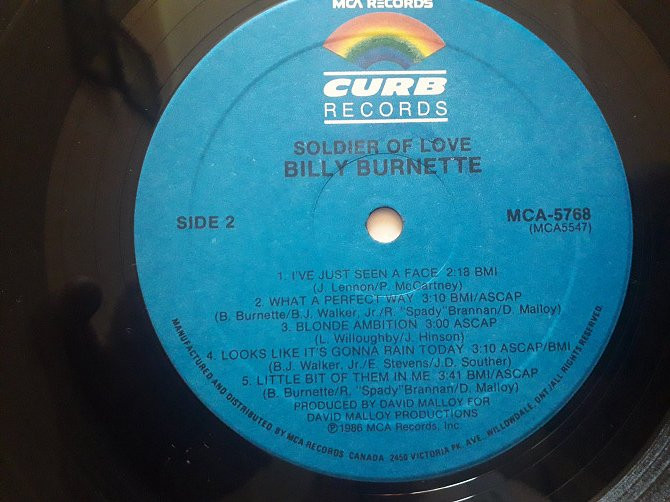 MCA RECORDS
CURB
RECORDS
SOLDIER OF LOVE
BILLY BURNETTE
SIDE 2
MCA-5768
(MCA5547)
1. I'VE JUST SEEN A FACE 2:18 BMI
(J. Lennon/P. McCartney)
2. WHAT A PERFECT WAY 3:10 BMI/ASCAP
(B. Burnette/B.J. Walker, Jr./R. "Spady" Brannan/D. Malloy)
3. BLONDE AMBITION 3:00 ASCAP
(L. Willoughby/J. Hinson)
4. LOOKS LIKE IT'S GONNA RAIN TODAY 3:10 ASCAP/BMI
(B.J. Walker, Jr./E. Stevens/J.D. Souther)
5. LITTLE BIT OF THEM IN ME 3:41 BMI/ASCAP
(B. Burnette/R. "Spady" Brannan/D. Malloy)
PRODUCED BY DAVID MALLOY FOR
DAVID MALLOY PRODUCTIONS
℗1986 MCA Records, Inc.
MANUFACTURED AND DISTRIBUTED BY MCA RECORDS CANADA 2450 VICTORIA PK. AVE., WILLOWDALE, ONT./ALL RIGHTS RESERVED.